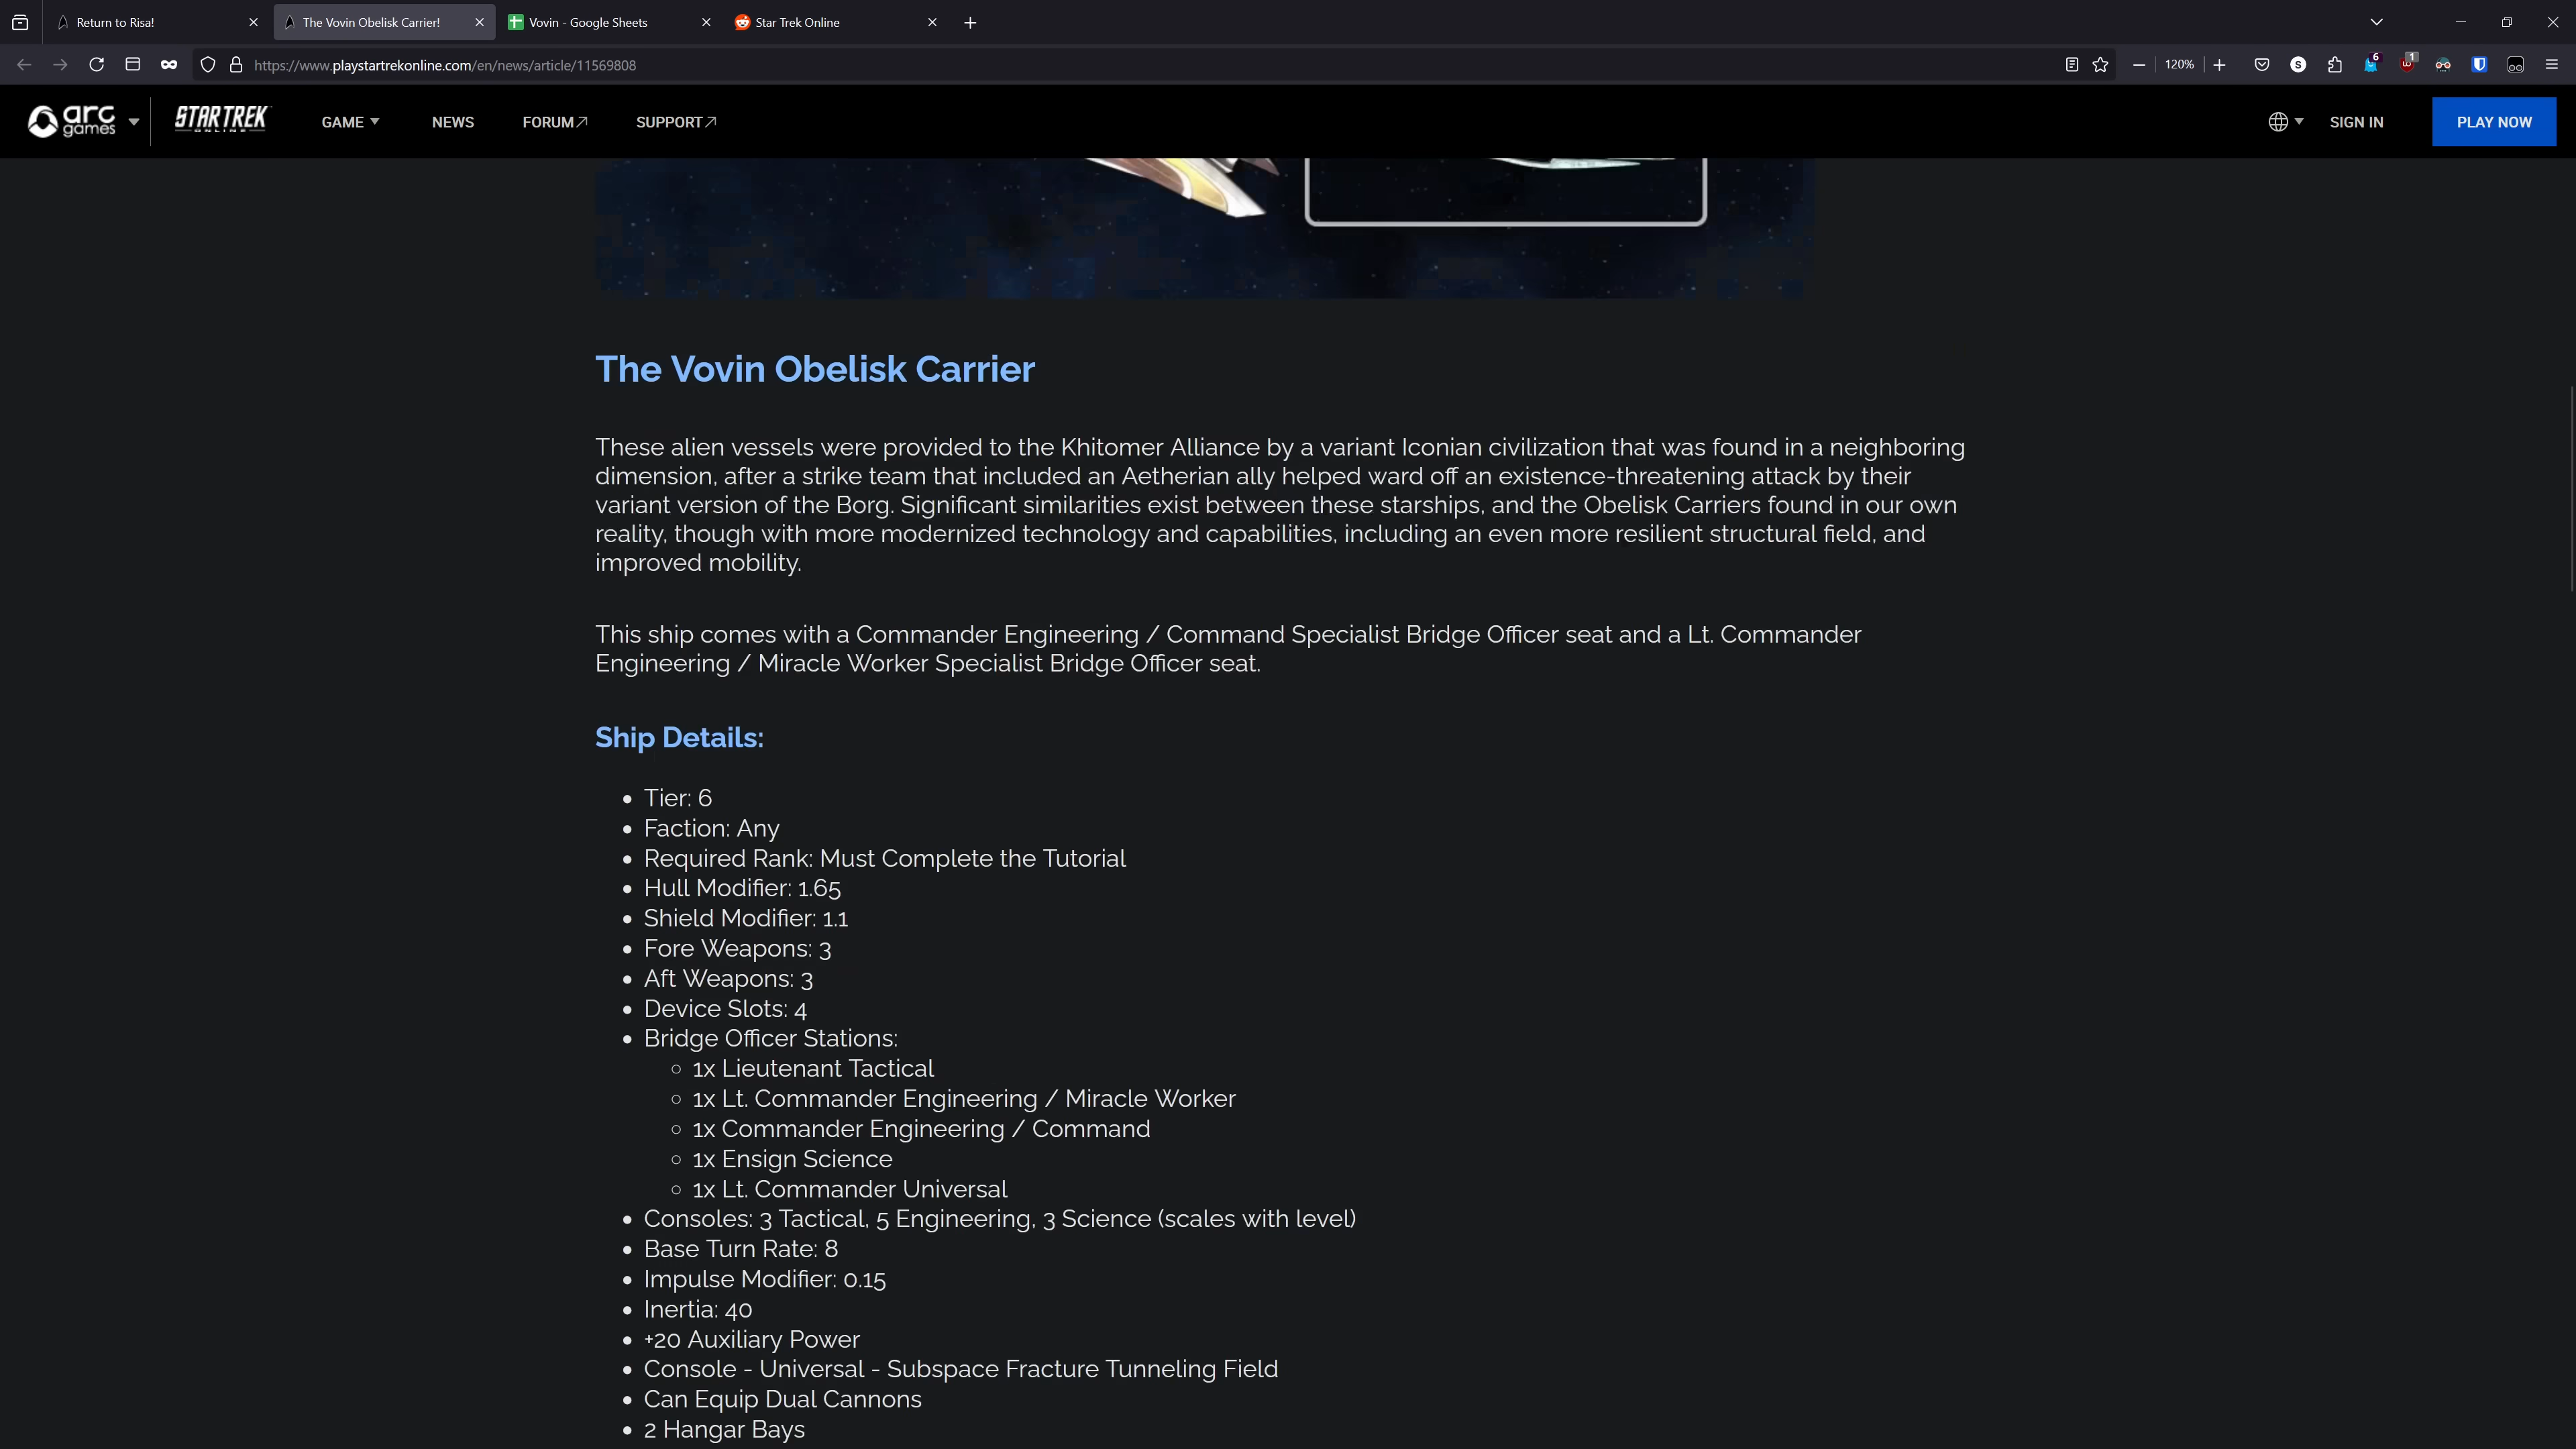 Return to Risa!
The Vovin Obelisk Carrier!
Vovin - Google Sheets
Star Trek Online
https://www.playstartrekonline.com/en/news/article/11569808
120%
S
6
1
arc games
STAR TREK ONLINE
GAME
NEWS
FORUM
SUPPORT
SIGN IN
PLAY NOW
The Vovin Obelisk Carrier
These alien vessels were provided to the Khitomer Alliance by a variant Iconian civilization that was found in a neighboring
dimension, after a strike team that included an Aetherian ally helped ward off an existence-threatening attack by their
variant version of the Borg. Significant similarities exist between these starships, and the Obelisk Carriers found in our own
reality, though with more modernized technology and capabilities, including an even more resilient structural field, and
improved mobility.
This ship comes with a Commander Engineering / Command Specialist Bridge Officer seat and a Lt. Commander
Engineering / Miracle Worker Specialist Bridge Officer seat.
Ship Details:
• Tier: 6
• Faction: Any
• Required Rank: Must Complete the Tutorial
• Hull Modifier: 1.65
• Shield Modifier: 1.1
• Fore Weapons: 3
• Aft Weapons: 3
• Device Slots: 4
• Bridge Officer Stations:
○ 1x Lieutenant Tactical
○ 1x Lt. Commander Engineering / Miracle Worker
○ 1x Commander Engineering / Command
○ 1x Ensign Science
○ 1x Lt. Commander Universal
• Consoles: 3 Tactical, 5 Engineering, 3 Science (scales with level)
• Base Turn Rate: 8
• Impulse Modifier: 0.15
• Inertia: 40
• +20 Auxiliary Power
• Console - Universal - Subspace Fracture Tunneling Field
• Can Equip Dual Cannons
• 2 Hangar Bays